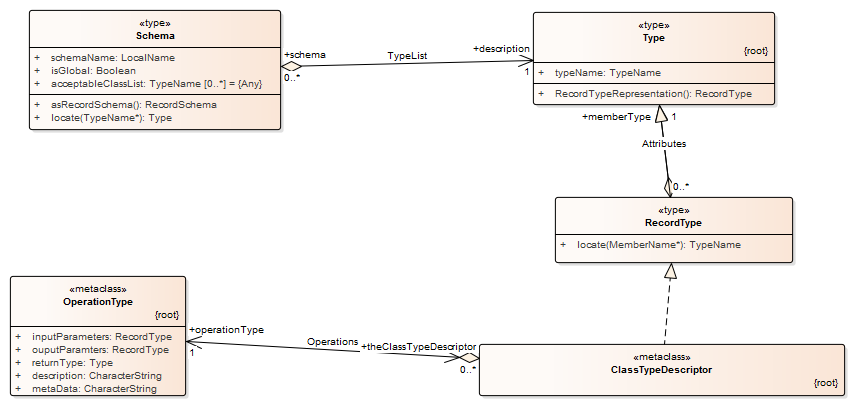 «type»
Schema
+ schemaName: LocalName
+ isGlobal: Boolean
+ acceptableClassList: TypeName [0..*] = {Any}
+ asRecordSchema(): RecordSchema
+ locate(TypeName*): Type
+schema
0..*
TypeList
+description
1
«type»
Type
{root}
+ typeName: TypeName
+ RecordTypeRepresentation(): RecordType
+memberType
1
Attributes
0..*
«type»
RecordType
+ locate(MemberName*): TypeName
«metaclass»
OperationType
{root}
+ inputParameters: RecordType
+ ouputParamters: RecordType
+ returnType: Type
+ description: CharacterString
+ metaData: CharacterString
+operationType
1
Operations
+theClassTypeDescriptor
0..*
«metaclass»
ClassTypeDescriptor
{root}